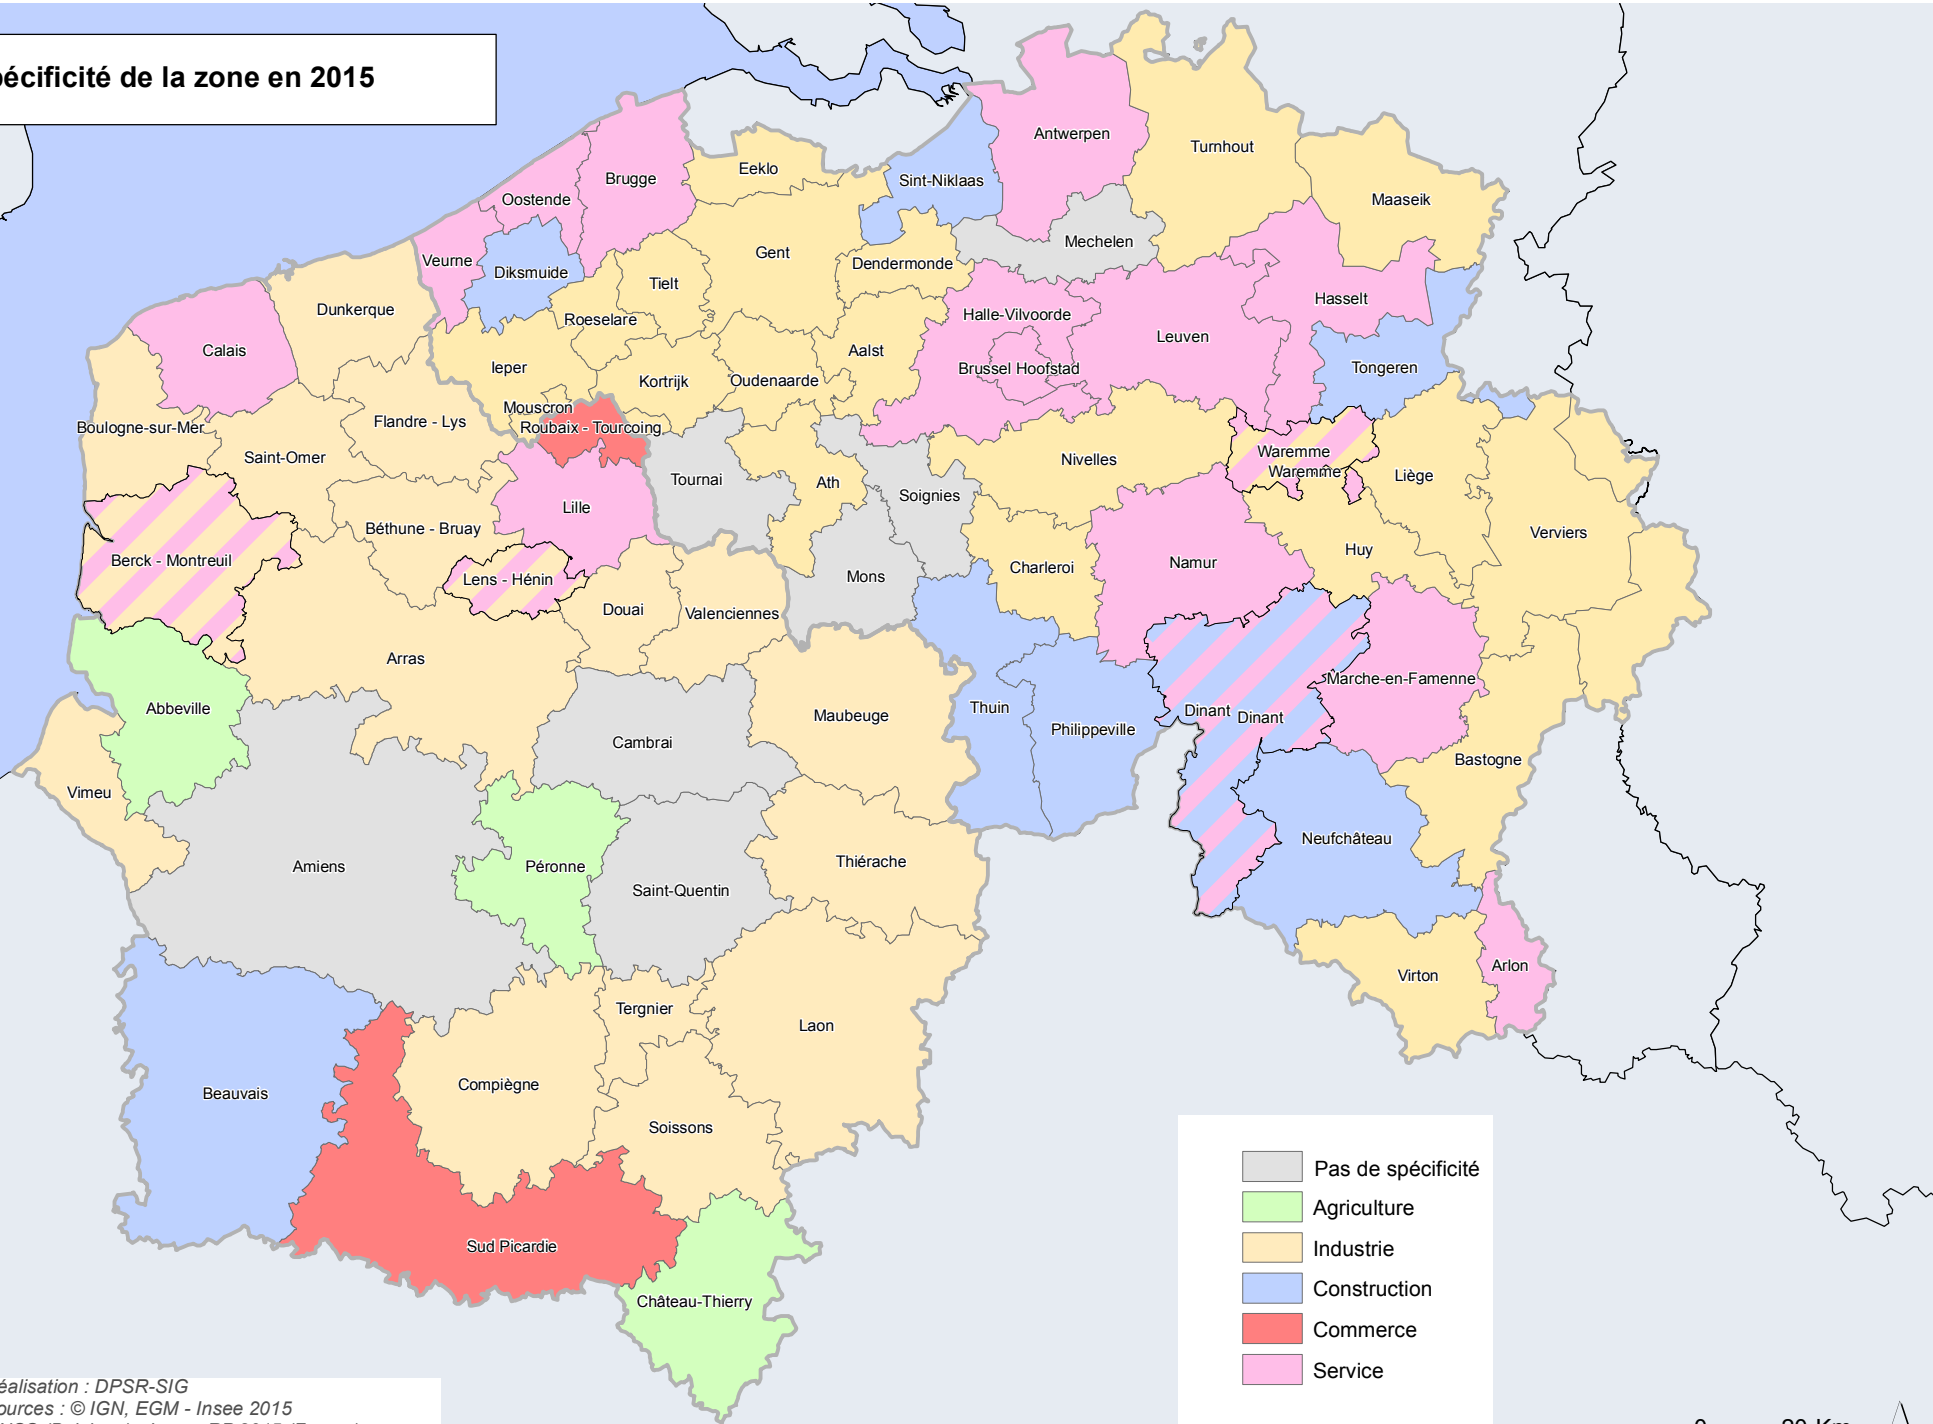 pécificité de la zone en 2015
Antwerpen
Turnhout
Eeklo
Brugge
Sint-Niklaas
Oostende
Maaseik
Mechelen
Gent
Veurne
Diksmuide
Dendermonde
Tielt
Hasselt
Dunkerque
Roeselare
Halle-Vilvoorde
Leuven
Calais
Aalst
Ieper
Brussel Hoofstad
Tongeren
Kortrijk
Oudenaarde
Mouscron
Flandre - Lys
Boulogne-sur-Mer
Roubaix - Tourcoing
Saint-Omer
Waremme
Nivelles
Waremme
Liège
Tournai
Ath
Soignies
Lille
Béthune - Bruay
Verviers
Huy
Berck - Montreuil
Namur
Charleroi
Mons
Lens - Hénin
Douai
Valenciennes
Arras
Marche-en-Famenne
Abbeville
Thuin
Dinant
Dinant
Maubeuge
Philippeville
Cambrai
Bastogne
Vimeu
Neufchâteau
Thiérache
Amiens
Péronne
Saint-Quentin
Arlon
Virton
Tergnier
Laon
Compiègne
Beauvais
Soissons
Sud Picardie
Château-Thierry
Pas de spécificité
Agriculture
Industrie
Construction
Commerce
Service
éalisation : DPSR-SIG
ources : © IGN, EGM - Insee 2015